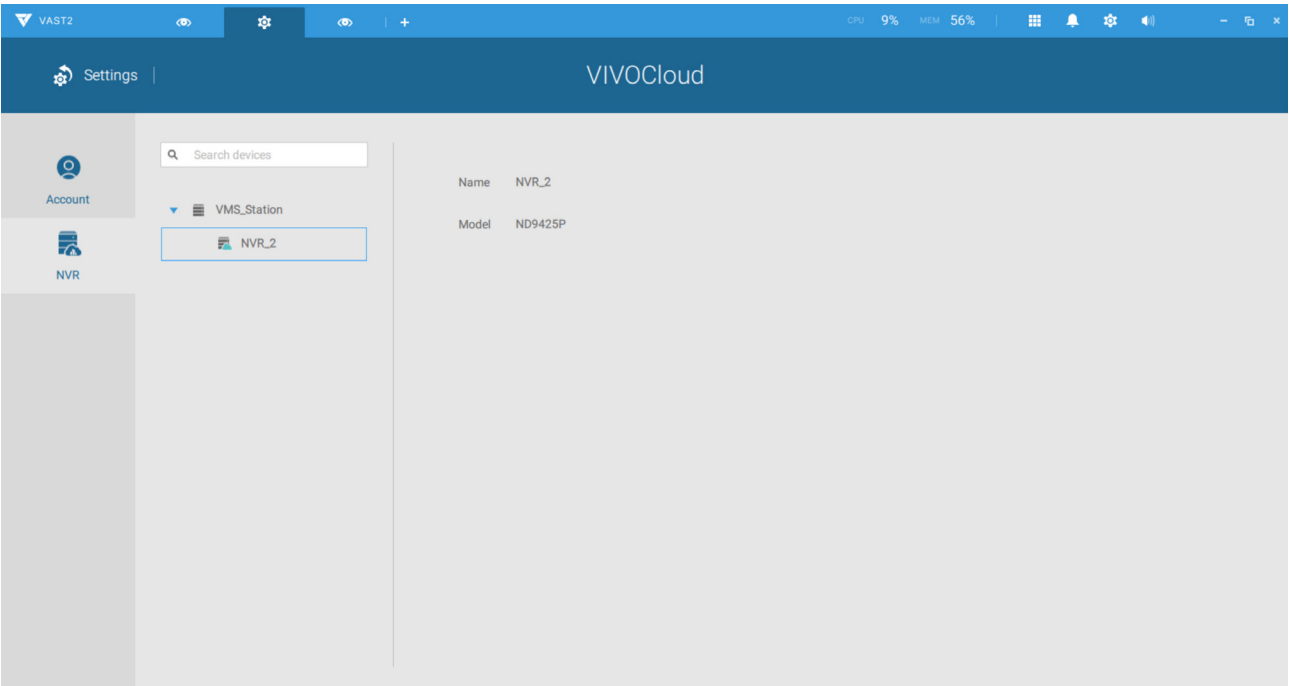 VAST2
CPU 9% MEM 56%
Settings
VIVOCloud
Account
NVR
Search devices
VMS_Station
NVR_2
Name NVR_2
Model ND9425P